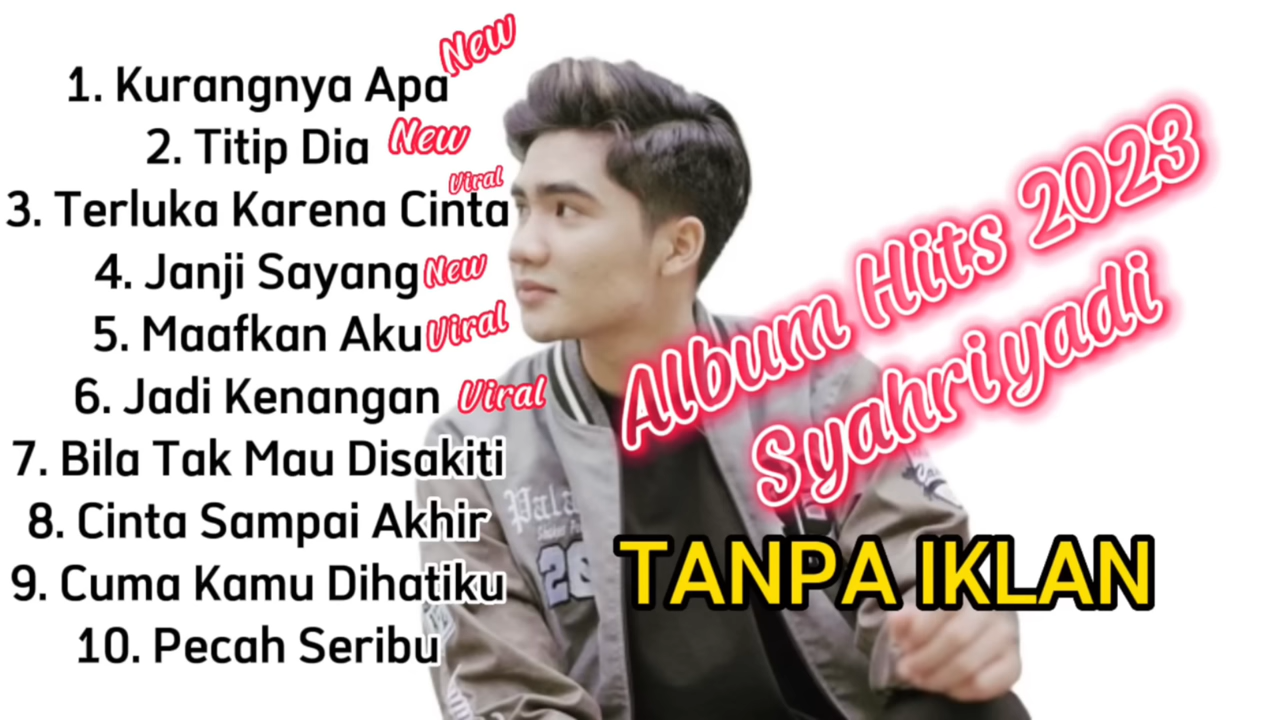 1. Kurangnya Apa New
2. Titip Dia New
3. Terluka Karena Cinta Viral
4. Janji Sayang New
5. Maafkan Aku Viral
6. Jadi Kenangan Viral
7. Bila Tak Mau Disakiti
8. Cinta Sampai Akhir
9. Cuma Kamu Dihatiku
10. Pecah Seribu
Album Hits 2023
Syahriyadi
TANPA IKLAN